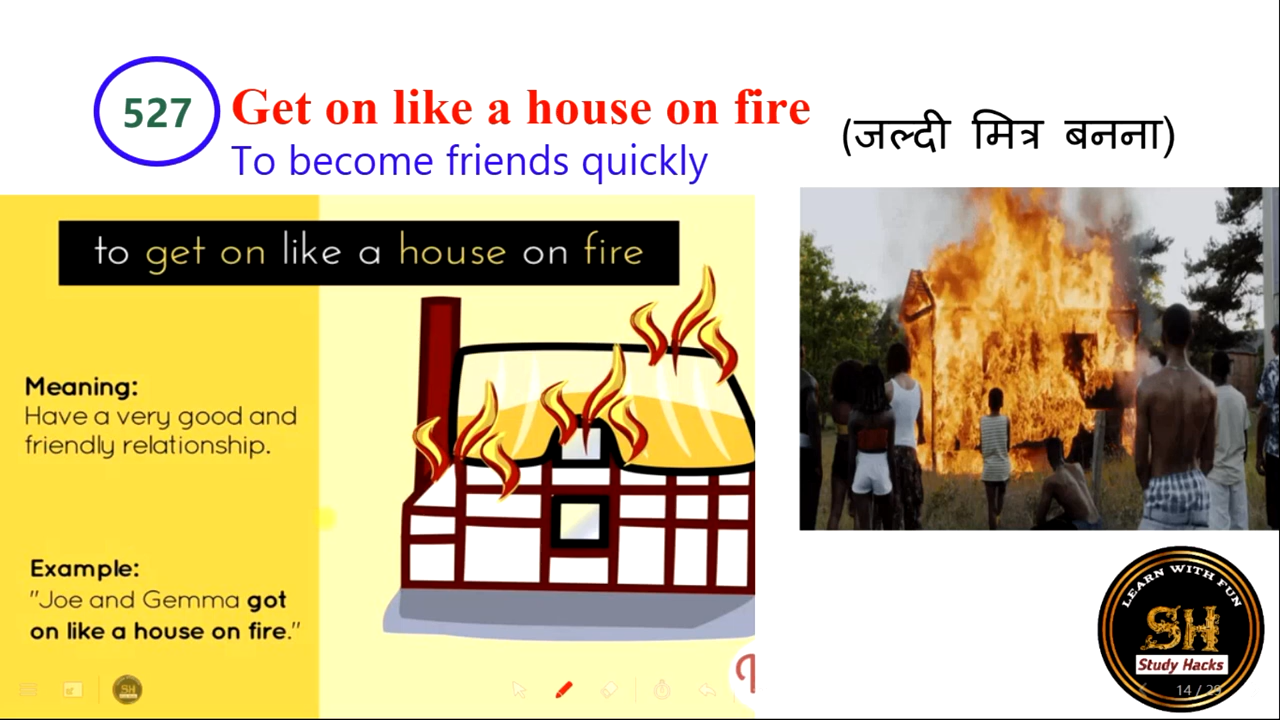 527
Get on like a house on fire
(जल्दी मित्र बनना)
To become friends quickly
to get on like a house on fire
Meaning:
Have a very good and
friendly relationship.
Example:
"Joe and Gemma got
on like a house on fire."
LEARN WITH FUN
SH
Study Hacks
SH